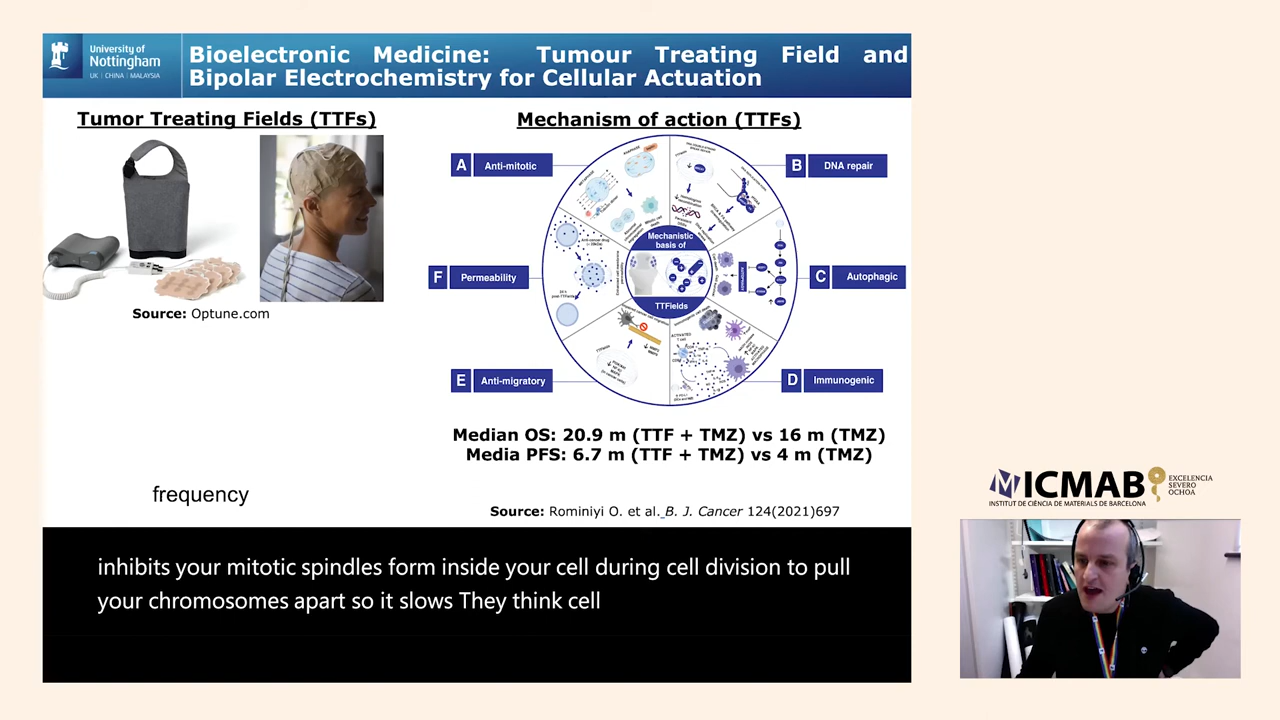 University of
Nottingham
UK | CHINA | MALAYSIA
Bioelectronic Medicine: Tumour Treating Field and
Bipolar Electrochemistry for Cellular Actuation
Tumor Treating Fields (TTFs)
Source: Optune.com
Mechanism of action (TTFs)
A Anti-mitotic
B DNA repair
C Autophagic
D Immunogenic
E Anti-migratory
F Permeability
Mechanistic
basis of
TTFields
Median OS: 20.9 m (TTF + TMZ) vs 16 m (TMZ)
Media PFS: 6.7 m (TTF + TMZ) vs 4 m (TMZ)
frequency
Source: Rominiyi O. et al. B. J. Cancer 124(2021)697
inhibits your mitotic spindles form inside your cell during cell division to pull
your chromosomes apart so it slows They think cell
ICMAB
EXCELENCIA
SEVERO
OCHOA
INSTITUT DE CIÈNCIA DE MATERIALS DE BARCELONA